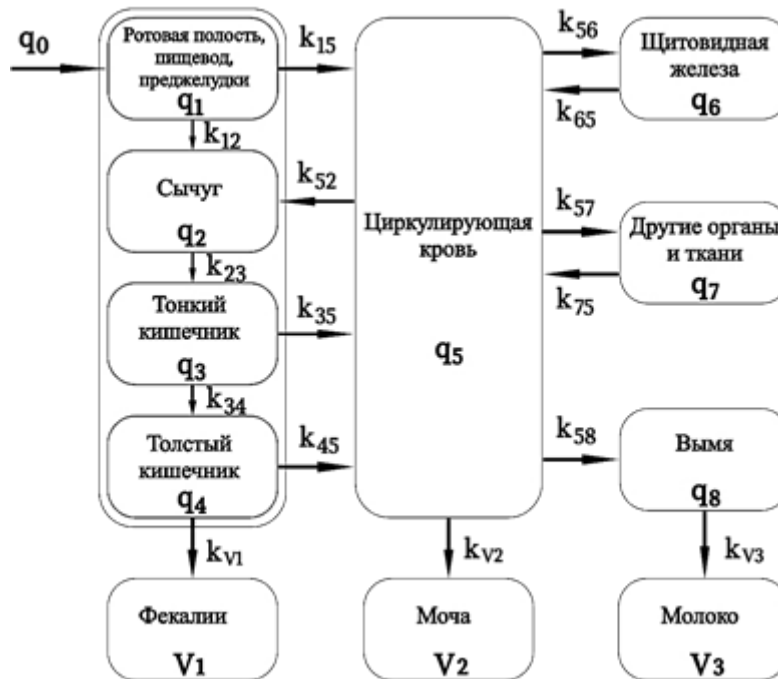 q0
Ротовая полость,
пищевод,
преджелудки
q1
k15
k12
Сычуг
q2
k52
k23
Тонкий
кишечник
q3
k35
k34
Толстый
кишечник
q4
k45
kV1
Фекалии
V1
Циркулирующая
кровь
q5
kV2
Моча
V2
k56
Щитовидная
железа
q6
k65
k57
Другие органы
и ткани
q7
k75
k58
Вымя
q8
kV3
Молоко
V3